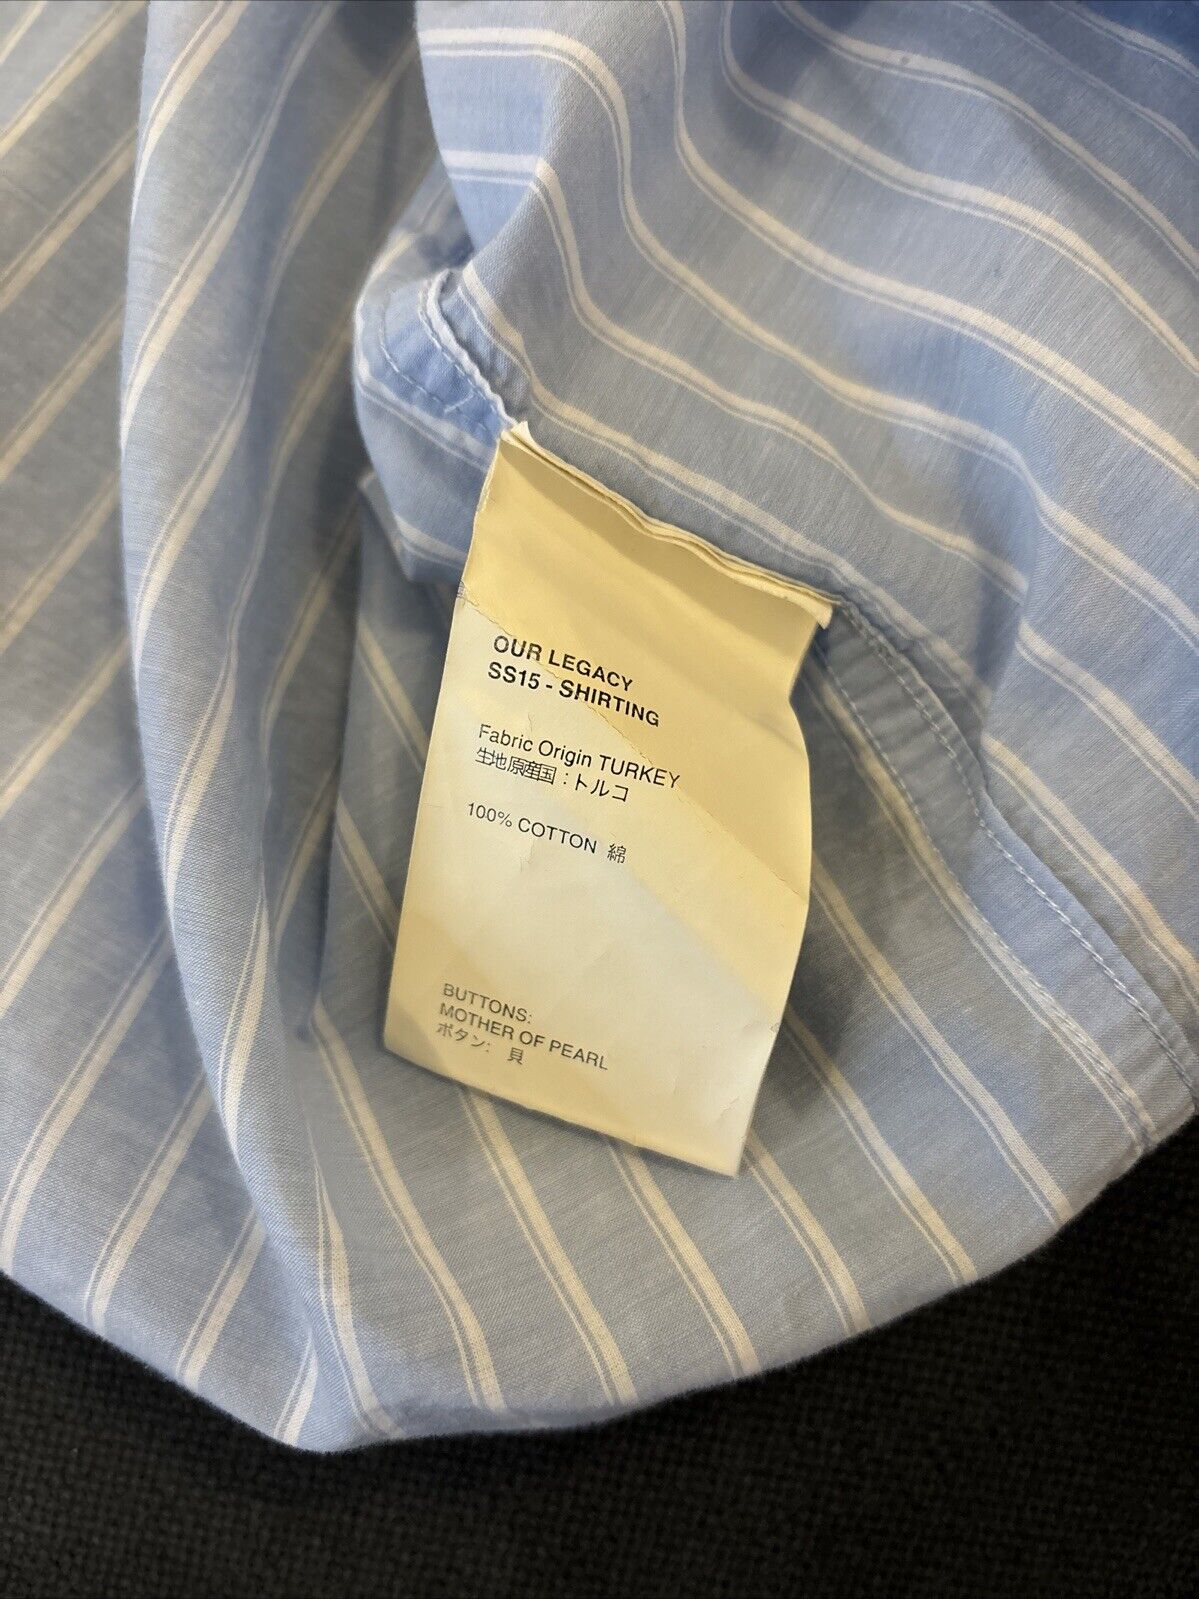 OUR LEGACY
SS15 - SHIRTING
Fabric Origin TURKEY
生地原産国：トルコ
100% COTTON 綿
BUTTONS:
MOTHER OF PEARL
ボタン: 貝